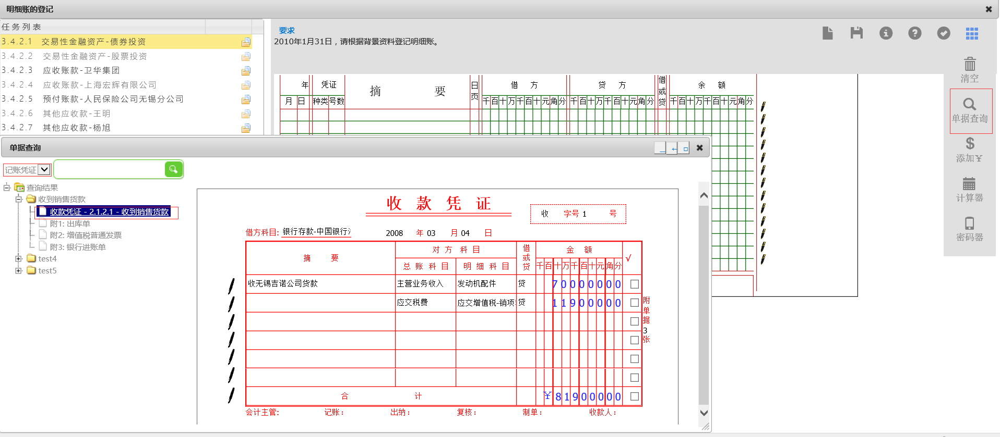 明细账的登记
任务列表
3.4.2.1 交易性金融资产-债券投资
3.4.2.2 交易性金融资产-股票投资
3.4.2.3 应收账款-卫华集团
3.4.2.4 应收账款-上海宏辉有限公司
3.4.2.5 预付账款-人民保险公司无锡分公司
3.4.2.6 其他应收款-王明
3.4.2.7 其他应收款-杨旭
要求
2010年1月31日，请根据背景资料登记明细账。
年 凭证 摘 要 日页 借 方 贷 方 借或贷 余 额
月 日 种类 号数 千百十万千百十元角分 千百十万千百十元角分 千百十万千百十元角分
清空
单据查询
添加¥
计算器
密码器
单据查询
记账凭证
查询结果
收到销售货款
收款凭证 - 2.1.2.1 - 收到销售货款
附1: 出库单
附2: 增值税普通发票
附3: 银行进账单
test4
test5
收 款 凭 证
收 字号 1 号
借方科目: 银行存款-中国银行 2008 年 03 月 04 日
摘 要 对 方 科 目 借或贷 金 额 √
总 账 科 目 明 细 科 目 千百十万千百十元角分
收无锡吉诺公司货款 主营业务收入 发动机配件 贷 70000000
应交税费 应交增值税-销项 贷 11900000
合 计 ¥81900000
附单据3张
会计主管: 记账: 出纳: 复核: 制单: 收款人: